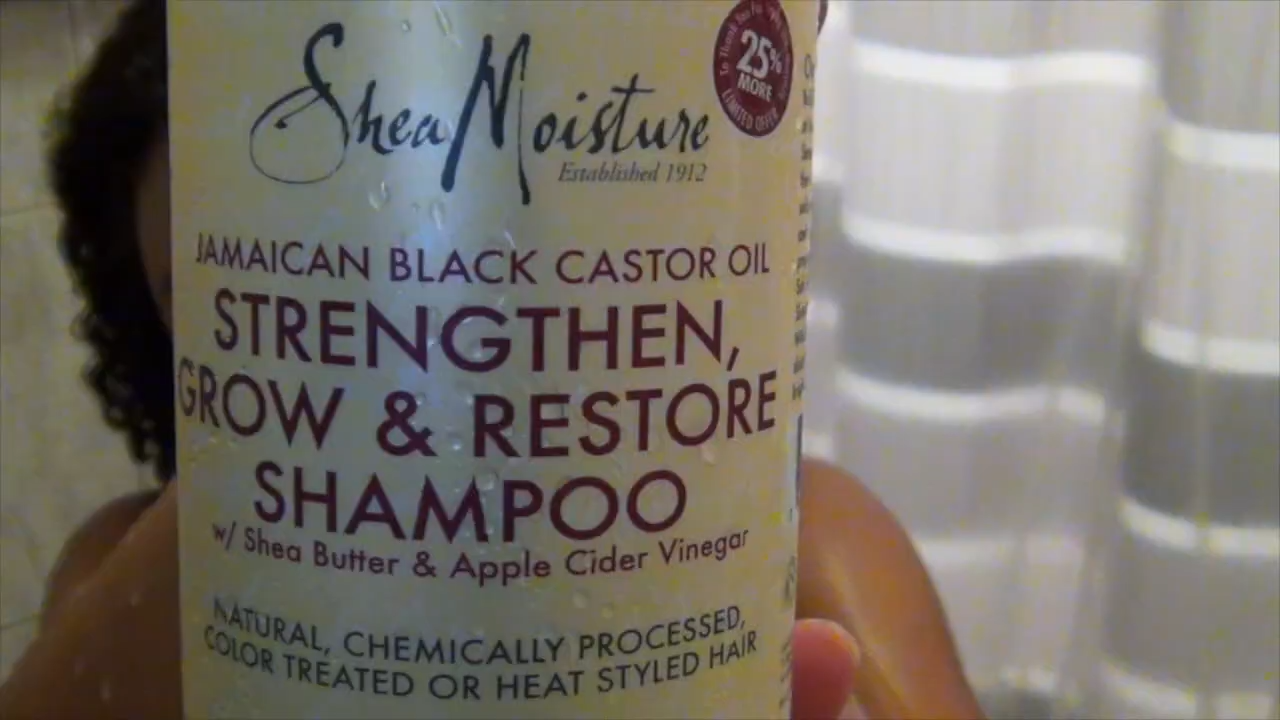 SheaMoisture
Established 1912
25%
MORE
LIMITED OFFER
JAMAICAN BLACK CASTOR OIL
STRENGTHEN,
GROW & RESTORE
SHAMPOO
w/ Shea Butter & Apple Cider Vinegar
NATURAL, CHEMICALLY PROCESSED,
COLOR TREATED OR HEAT STYLED HAIR